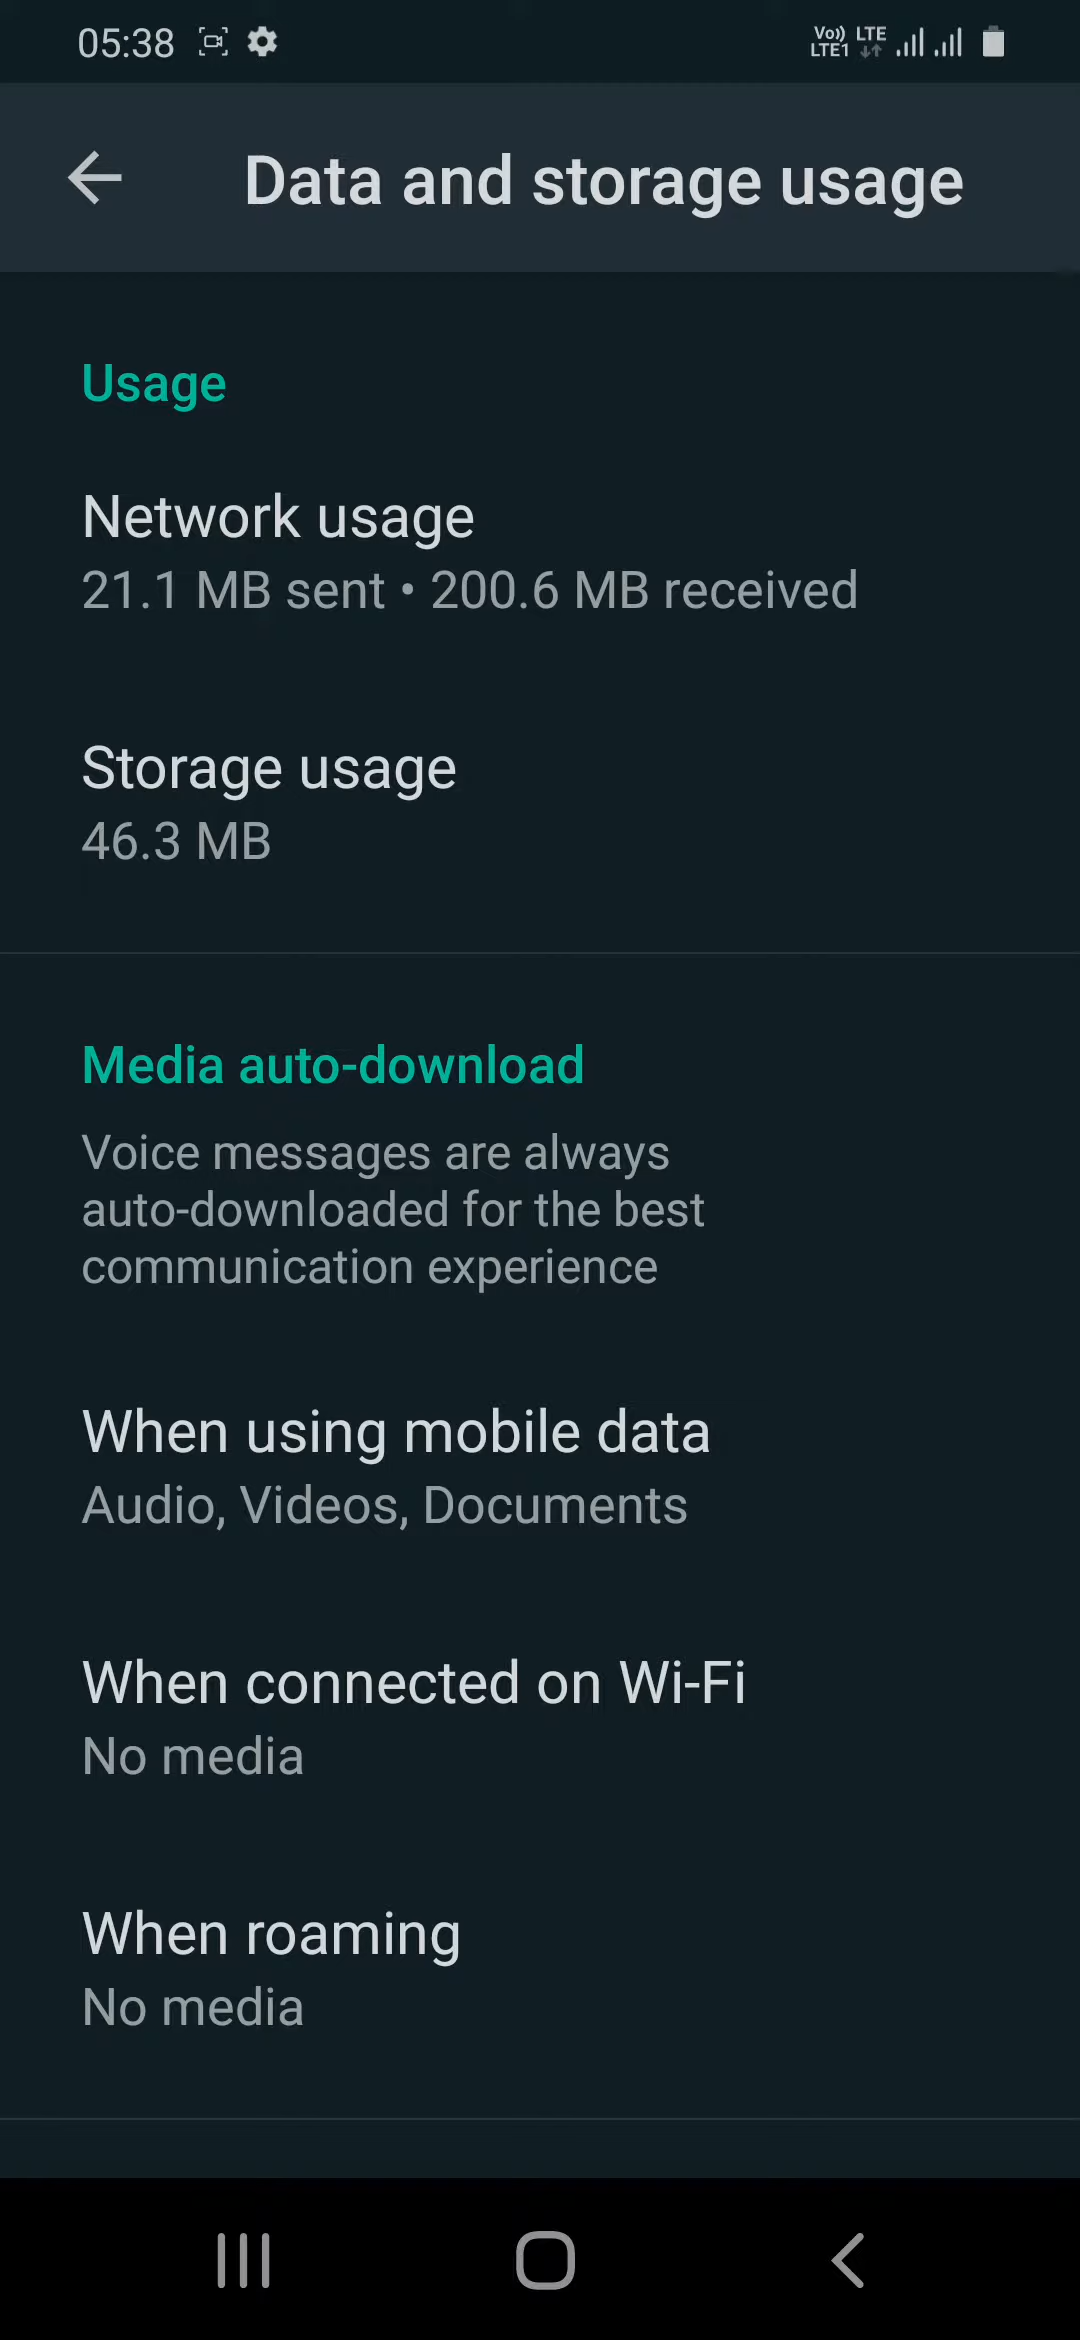 05:38
Vo)) LTE
LTE1
Data and storage usage
Usage
Network usage
21.1 MB sent • 200.6 MB received
Storage usage
46.3 MB
Media auto-download
Voice messages are always
auto-downloaded for the best
communication experience
When using mobile data
Audio, Videos, Documents
When connected on Wi-Fi
No media
When roaming
No media